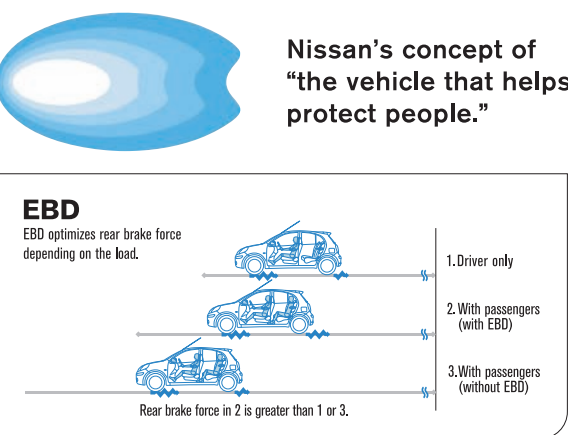 Nissan's concept of
“the vehicle that helps
protect people.”
EBD
EBD optimizes rear brake force
depending on the load.
1.Driver only
2.With passengers
(with EBD)
3.With passengers
(without EBD)
Rear brake force in 2 is greater than 1 or 3.